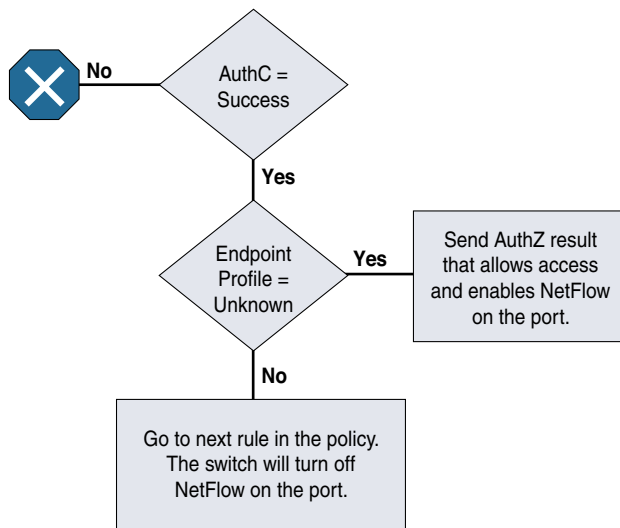 No
AuthC =
Success
Yes
Endpoint
Profile =
Unknown
Yes
Send AuthZ result
that allows access
and enables NetFlow
on the port.
No
Go to next rule in the policy.
The switch will turn off
NetFlow on the port.